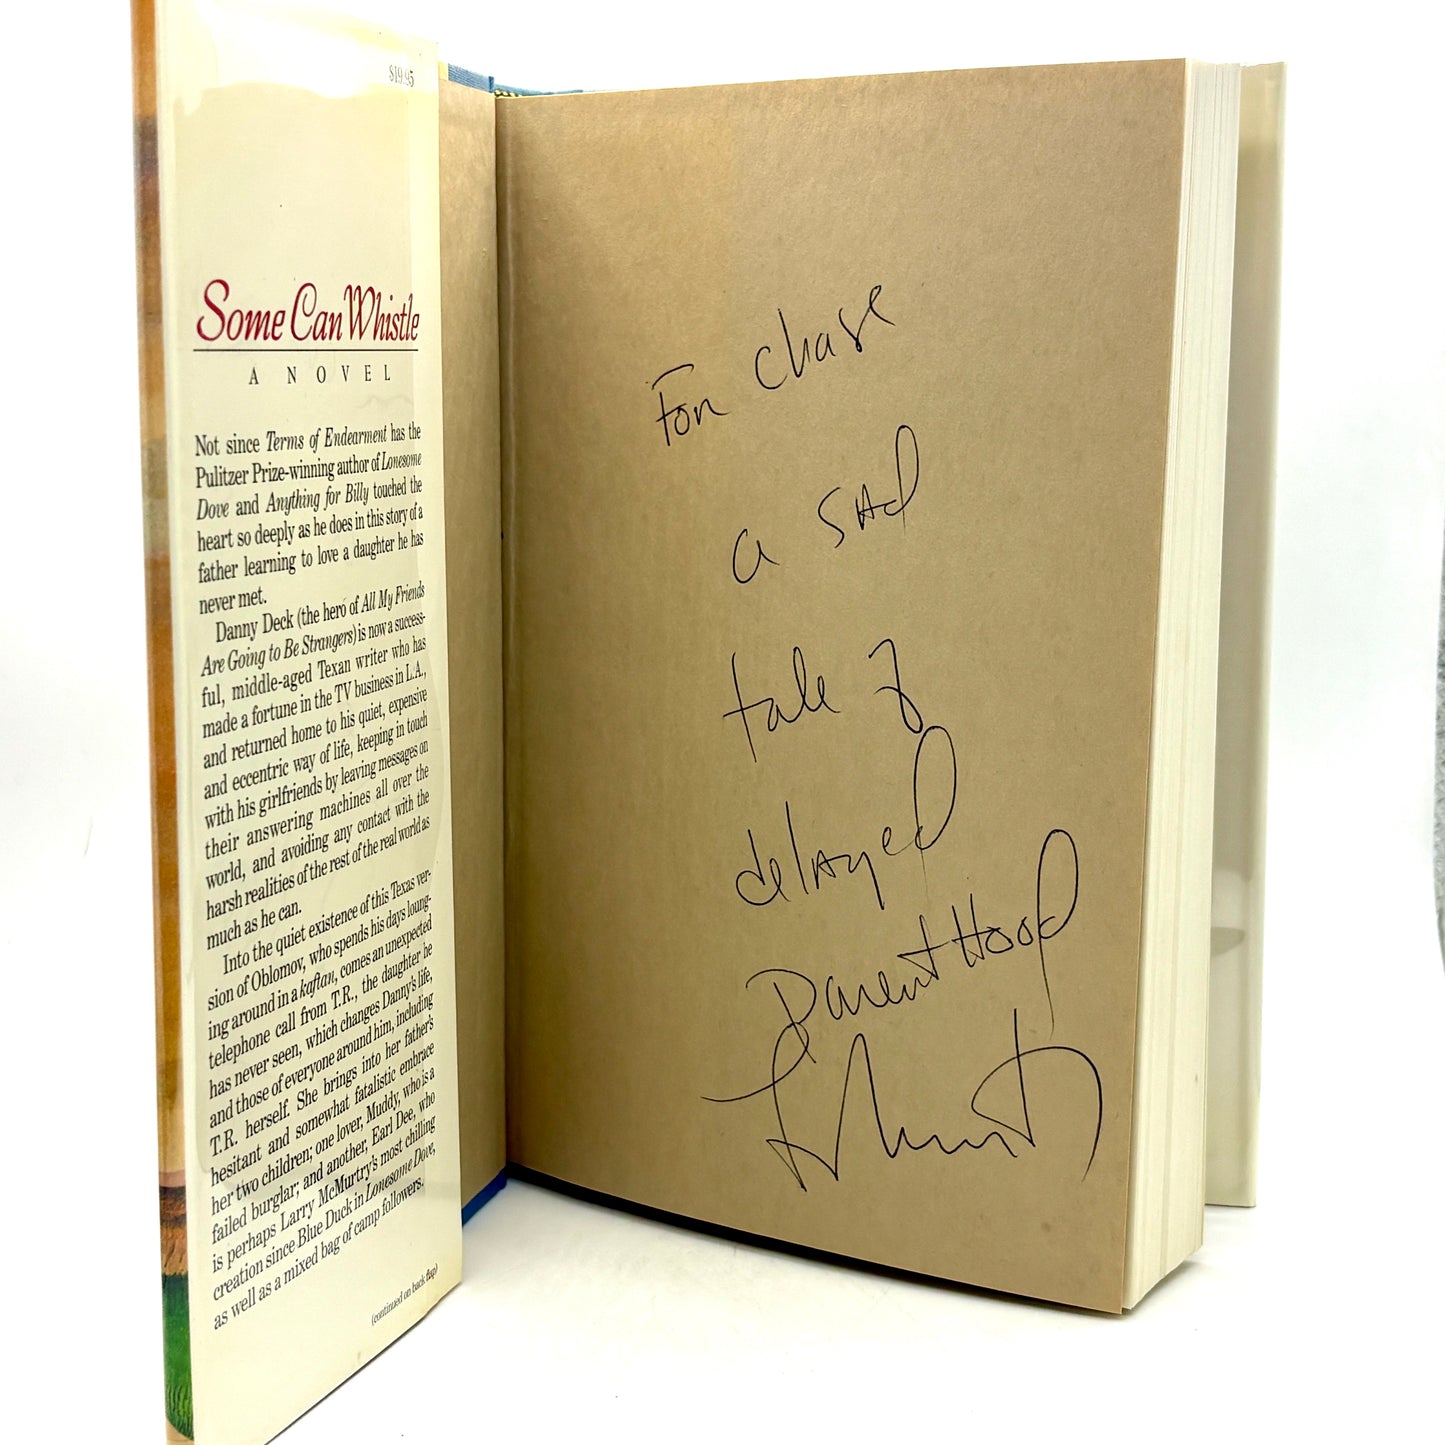 $19.95
Some Can Whistle
A NOVEL
Not since Terms of Endearment has the
Pulitzer Prize-winning author of Lonesome
Dove and Anything for Billy touched the
heart so deeply as he does in this story of a
father learning to love a daughter he has
never met.
Danny Deck (the hero of All My Friends
Are Going to Be Strangers) is now a success-
ful, middle-aged Texan writer who has
made a fortune in the TV business in L.A.,
and returned home to his quiet, expensive
and eccentric way of life, keeping in touch
with his girlfriends by leaving messages on
their answering machines all over the
world, and avoiding any contact with the
harsh realities of the rest of the real world as
much as he can.
Into the quiet existence of this Texas ver-
sion of Oblomov, who spends his days loung-
ing around in a kaftan, comes an unexpected
telephone call from T.R., the daughter he
has never seen, which changes Danny's life,
and those of everyone around him, including
T.R. herself. She brings into her father's
hesitant and somewhat fatalistic embrace
her two children; one lover, Muddy, who is a
failed burglar; and another, Earl Dee, who
is perhaps Larry McMurtry's most chilling
creation since Blue Duck in Lonesome Dove,
as well as a mixed bag of camp followers.
(continued on back flap)
For Chase
a sad
tale of
delayed
ParentHood